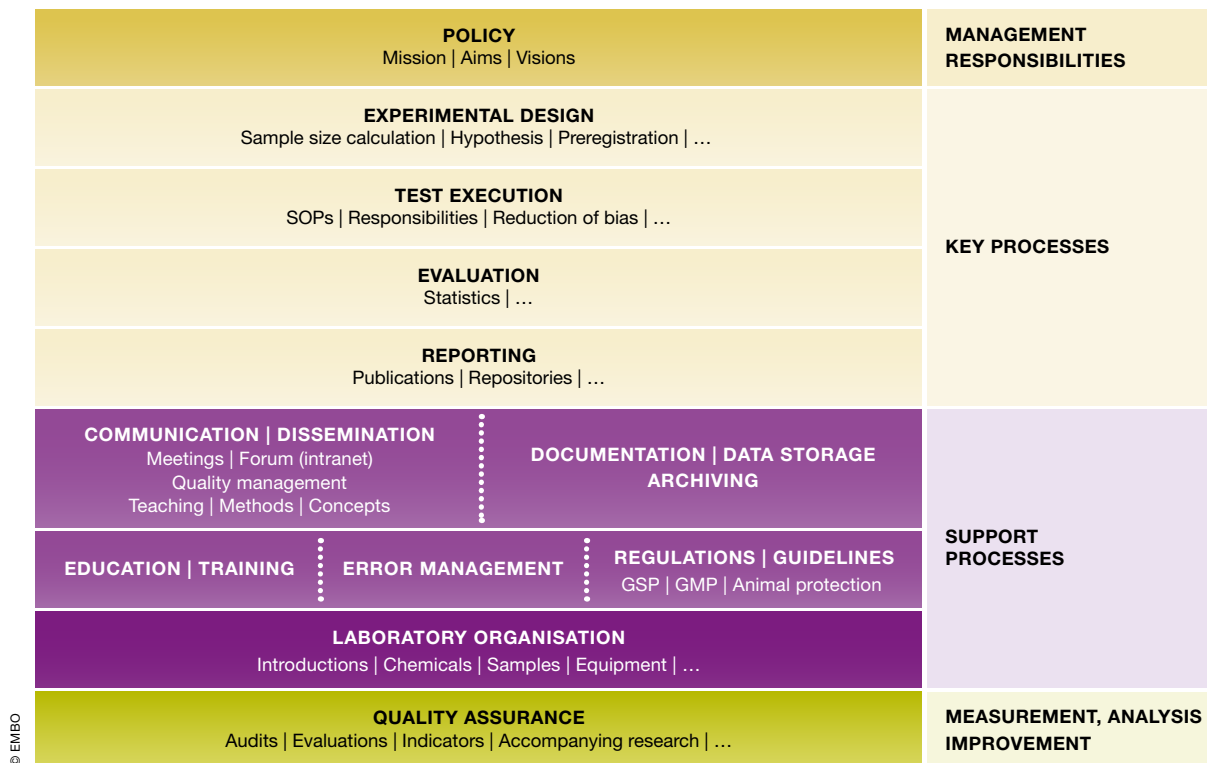 POLICY
Mission | Aims | Visions
MANAGEMENT
RESPONSIBILITIES
EXPERIMENTAL DESIGN
Sample size calculation | Hypothesis | Preregistration | …
TEST EXECUTION
SOPs | Responsibilities | Reduction of bias | …
EVALUATION
Statistics | …
REPORTING
Publications | Repositories | …
KEY PROCESSES
COMMUNICATION | DISSEMINATION
Meetings | Forum (intranet)
Quality management
Teaching | Methods | Concepts
DOCUMENTATION | DATA STORAGE
ARCHIVING
EDUCATION | TRAINING
ERROR MANAGEMENT
REGULATIONS | GUIDELINES
GSP | GMP | Animal protection
LABORATORY ORGANISATION
Introductions | Chemicals | Samples | Equipment | …
SUPPORT
PROCESSES
QUALITY ASSURANCE
Audits | Evaluations | Indicators | Accompanying research | …
MEASUREMENT, ANALYSIS
IMPROVEMENT
© EMBO